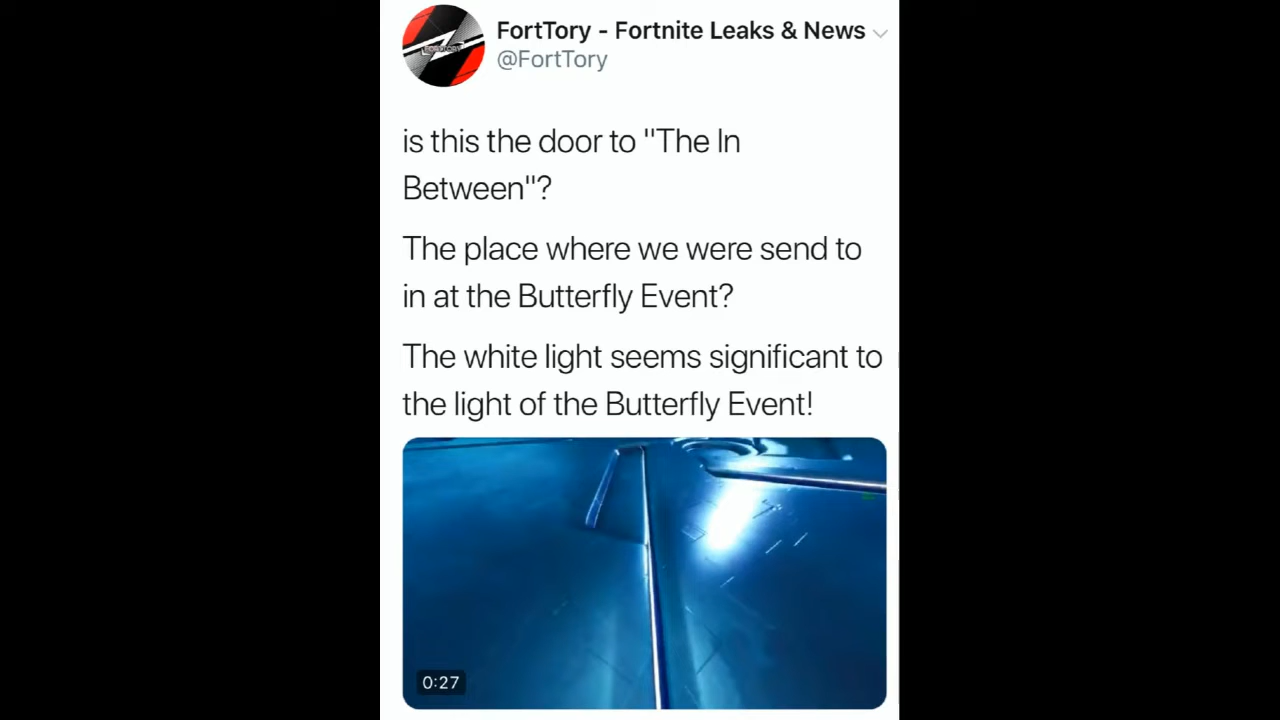 FortTory - Fortnite Leaks & News
@FortTory
is this the door to "The In
Between"?
The place where we were send to
in at the Butterfly Event?
The white light seems significant to
the light of the Butterfly Event!
0:27